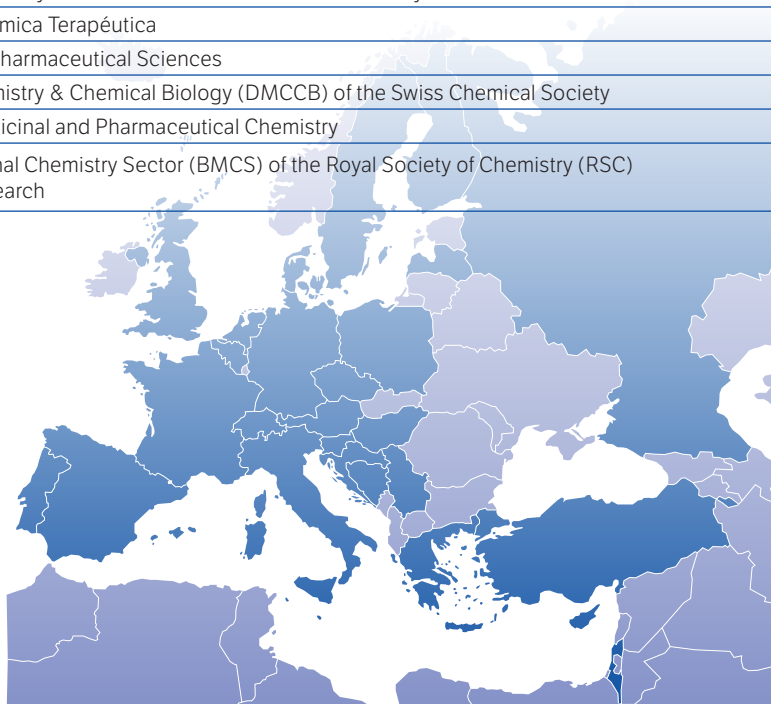 mica Terapéutica
harmaceutical Sciences
istry & Chemical Biology (DMCCB) of the Swiss Chemical Society
icinal and Pharmaceutical Chemistry
al Chemistry Sector (BMCS) of the Royal Society of Chemistry (RSC)
earch